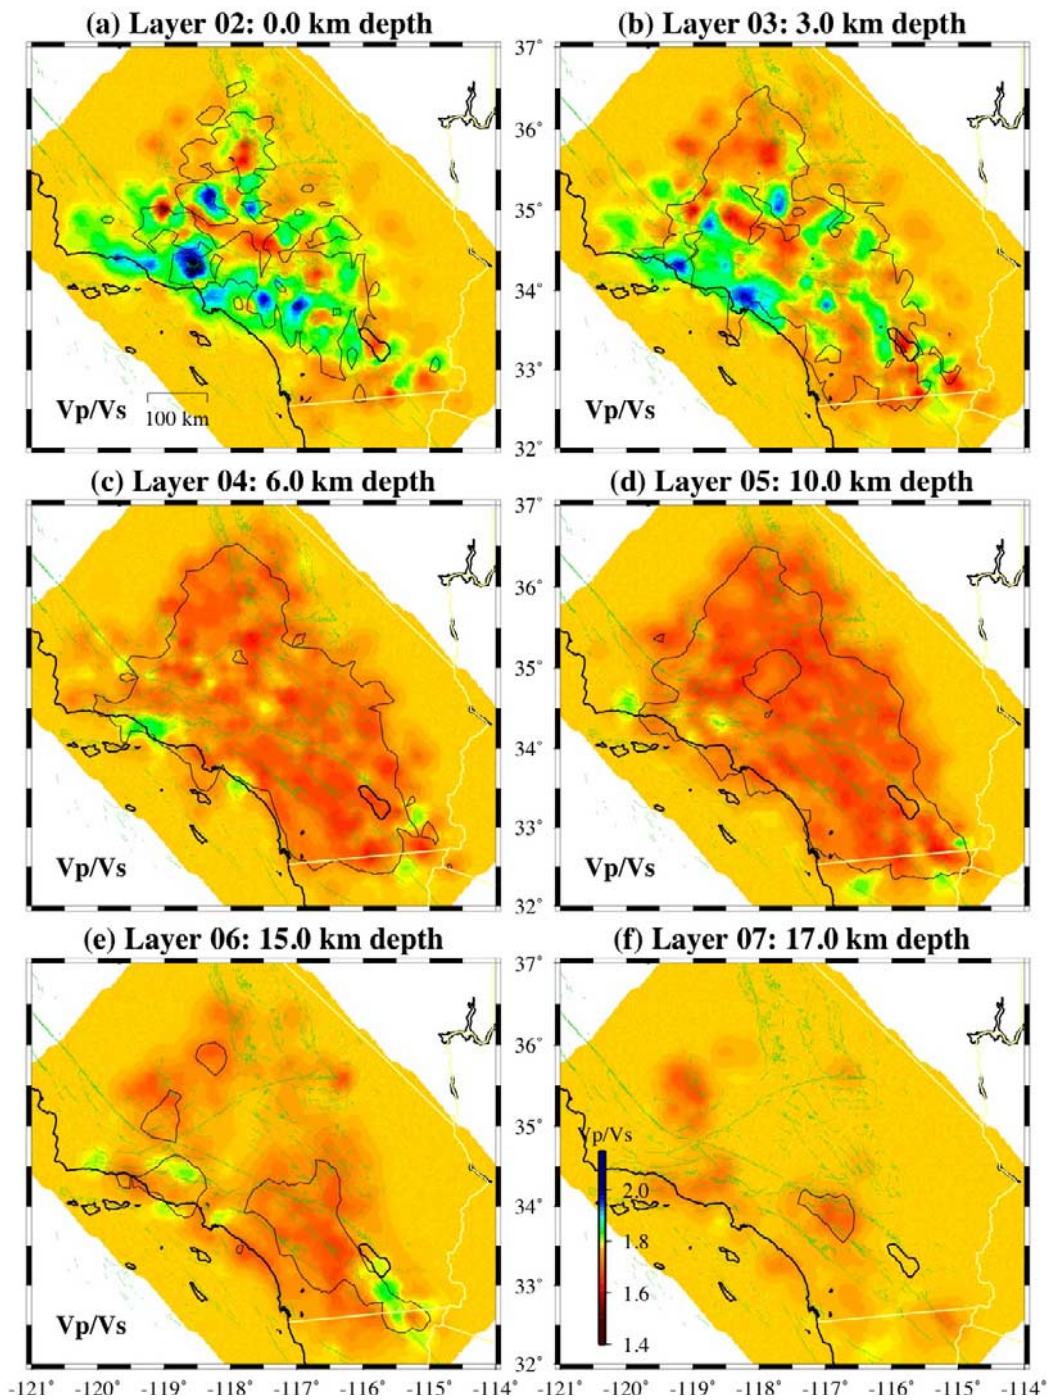 (a) Layer 02: 0.0 km depth
(b) Layer 03: 3.0 km depth
37°
36°
35°
34°
33°
32°
Vp/Vs
100 km
Vp/Vs
(c) Layer 04: 6.0 km depth
(d) Layer 05: 10.0 km depth
37°
36°
35°
34°
33°
32°
Vp/Vs
Vp/Vs
(e) Layer 06: 15.0 km depth
(f) Layer 07: 17.0 km depth
37°
36°
35°
34°
33°
32°
Vp/Vs
Vp/Vs
2.0
1.8
1.6
1.4
-121° -120° -119° -118° -117° -116° -115° -114°
-121° -120° -119° -118° -117° -116° -115° -114°